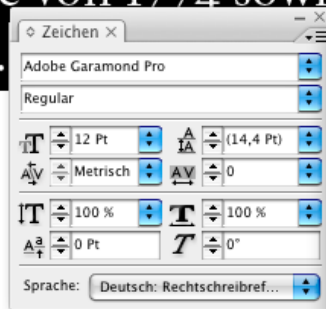 e von 1774 sowi
Zeichen
Adobe Garamond Pro
Regular
12 Pt (14,4 Pt)
Metrisch 0
100 % 100 %
0 Pt 0°
Sprache: Deutsch: Rechtschreibref...